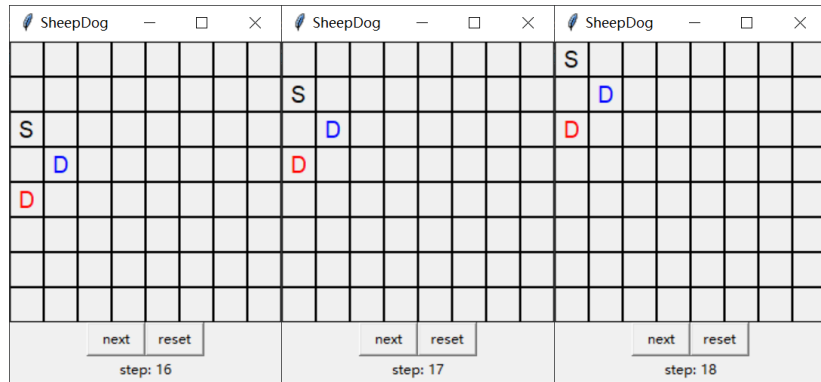 SheepDog
S
D
D
next reset
step: 16
SheepDog
S
D
D
next reset
step: 17
SheepDog
S
D
D
next reset
step: 18